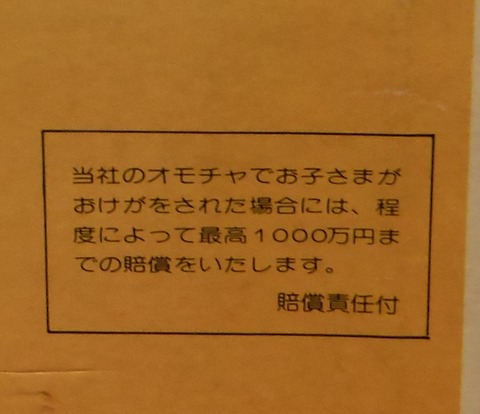 当社のオモチャでお子さまが
おけがをされた場合には、程
度によって最高1000万円ま
での賠償をいたします。
賠償責任付